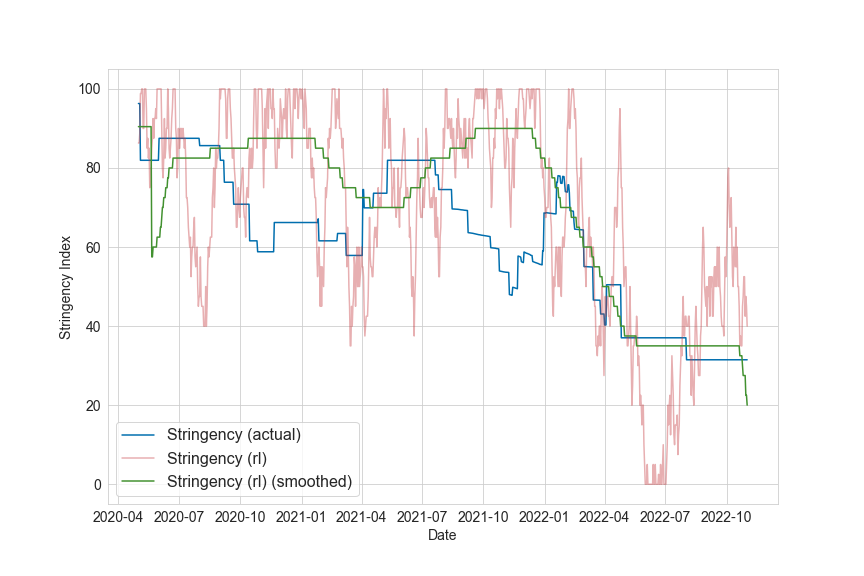 100
80
60
40
20
0
Stringency Index
Stringency (actual)
Stringency (rl)
Stringency (rl) (smoothed)
2020-04 2020-07 2020-10 2021-01 2021-04 2021-07 2021-10 2022-01 2022-04 2022-07 2022-10
Date